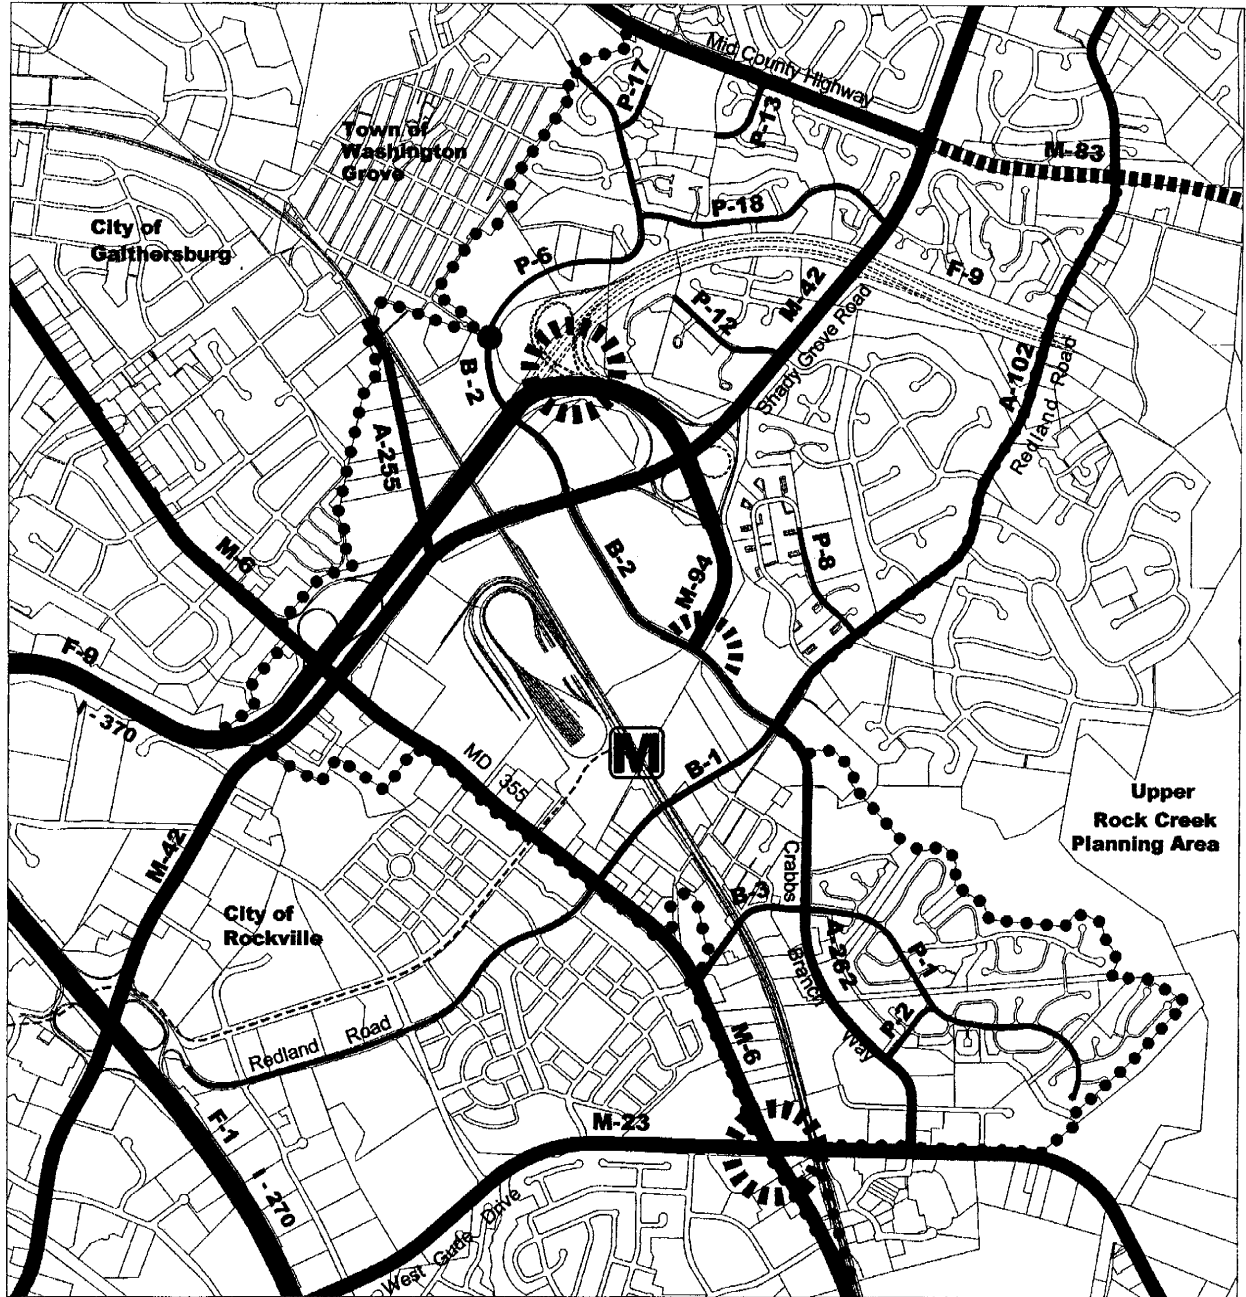 Mid County Highway
P-17
P-13
Town of
Washington
Grove
M-83
P-18
City of
Gaithersburg
P-6
F-9
M-42
P-12
Shady Grove Road
B-2
A-102
Redland Road
A-255
M-6
B-2
P-8
M-94
F-9
I-370
MD 355
M
B-1
Upper
Rock Creek
Planning Area
M-42
Crabbs
B-3
City of
Rockville
A-262
P-1
Branch
P-2
Redland Road
Way
M-6
M-23
F-1
I-270
West Gude Drive